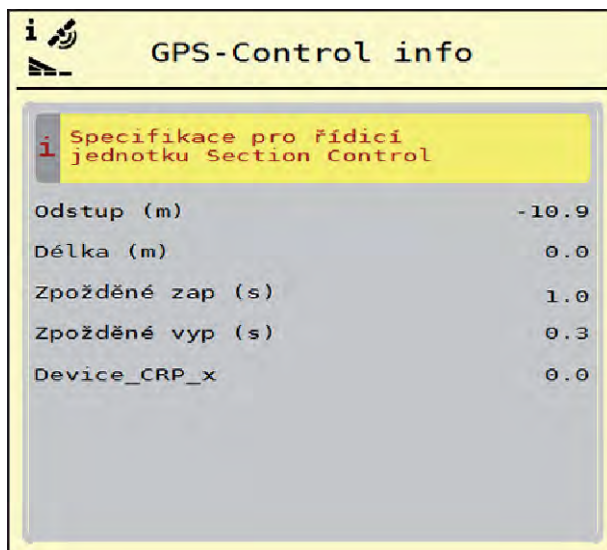 i
GPS-Control info
i
Specifikace pro řídicí
jednotku Section Control
Odstup (m) -10.9
Délka (m) 0.0
Zpožděné zap (s) 1.0
Zpožděné vyp (s) 0.3
Device_CRP_x 0.0